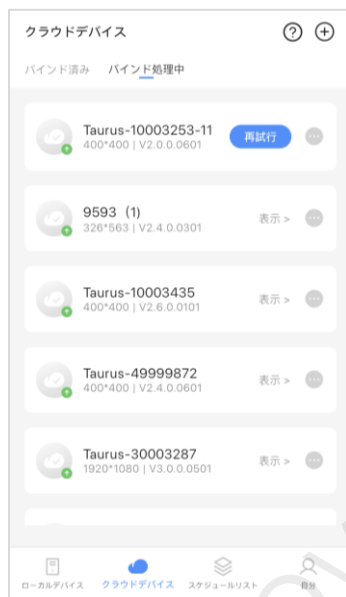 クラウドデバイス
バインド済み バインド処理中
Taurus-10003253-11
400*400 | V2.0.0.0601
再試行
9593（1)
326*563 | V2.4.0.0301
表示 >
Taurus-10003435
400*400 | V2.6.0.0101
表示 >
Taurus-49999872
400*400 | V2.4.0.0601
表示 >
Taurus-30003287
1920*1080 | V3.0.0.0501
表示 >
ローカルデバイス クラウドデバイス スケジュールリスト 自分